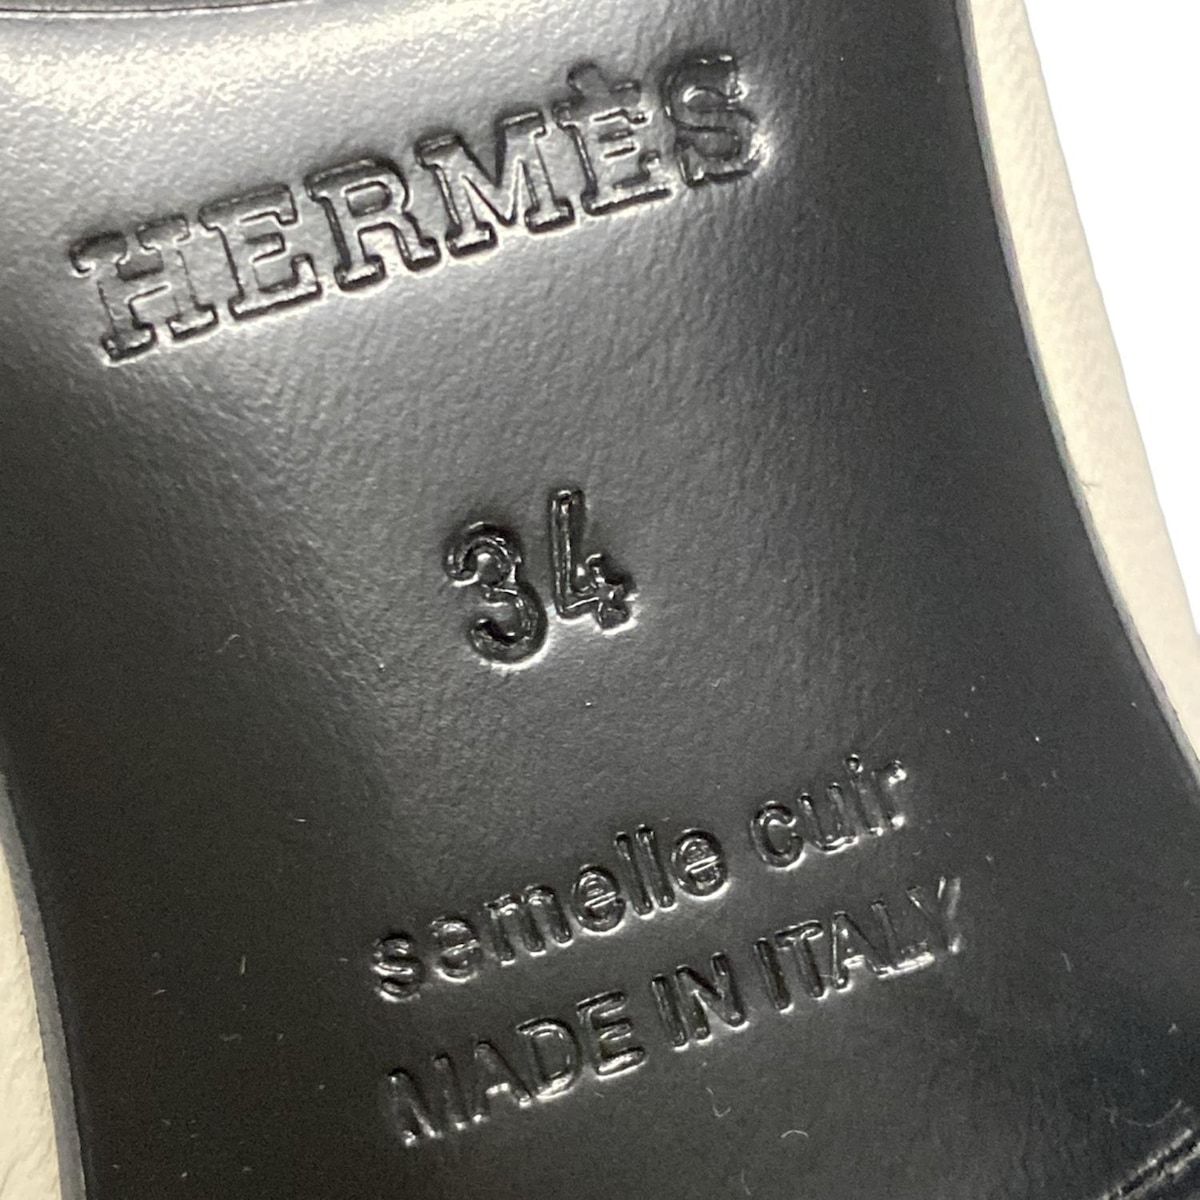 HERMÈS
34
semelle cuir
MADE IN ITALY